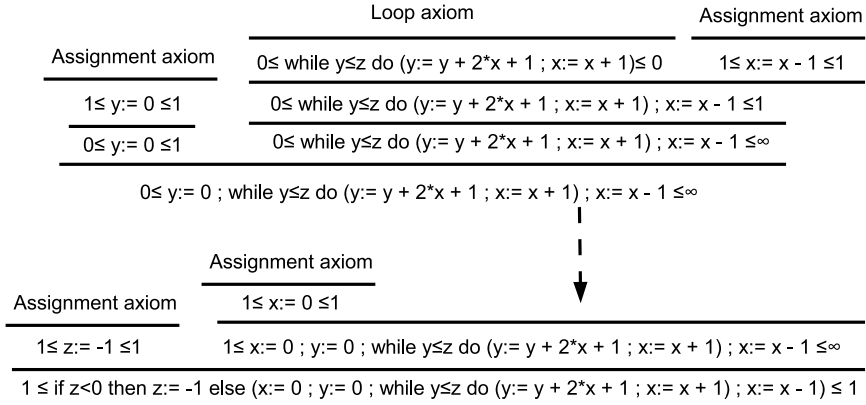 Loop axiom
Assignment axiom
Assignment axiom
0≤ while y≤z do (y:= y + 2*x + 1 ; x:= x + 1)≤ 0
1≤ x:= x - 1 ≤1
1≤ y:= 0 ≤1
0≤ while y≤z do (y:= y + 2*x + 1 ; x:= x + 1) ; x:= x - 1 ≤1
0≤ y:= 0 ≤1
0≤ while y≤z do (y:= y + 2*x + 1 ; x:= x + 1) ; x:= x - 1 ≤∞
0≤ y:= 0 ; while y≤z do (y:= y + 2*x + 1 ; x:= x + 1) ; x:= x - 1 ≤∞
Assignment axiom
Assignment axiom
1≤ x:= 0 ≤1
1≤ z:= -1 ≤1
1≤ x:= 0 ; y:= 0 ; while y≤z do (y:= y + 2*x + 1 ; x:= x + 1) ; x:= x - 1 ≤∞
1 ≤ if z<0 then z:= -1 else (x:= 0 ; y:= 0 ; while y≤z do (y:= y + 2*x + 1 ; x:= x + 1) ; x:= x - 1) ≤ 1